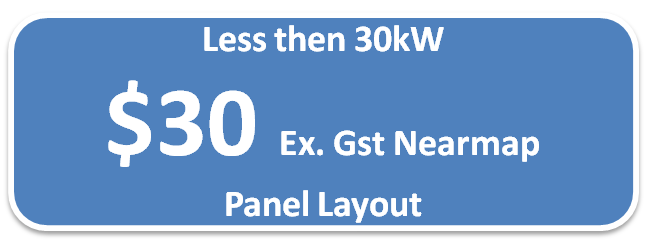 Less then 30kW
$30 Ex. Gst Nearmap
Panel Layout